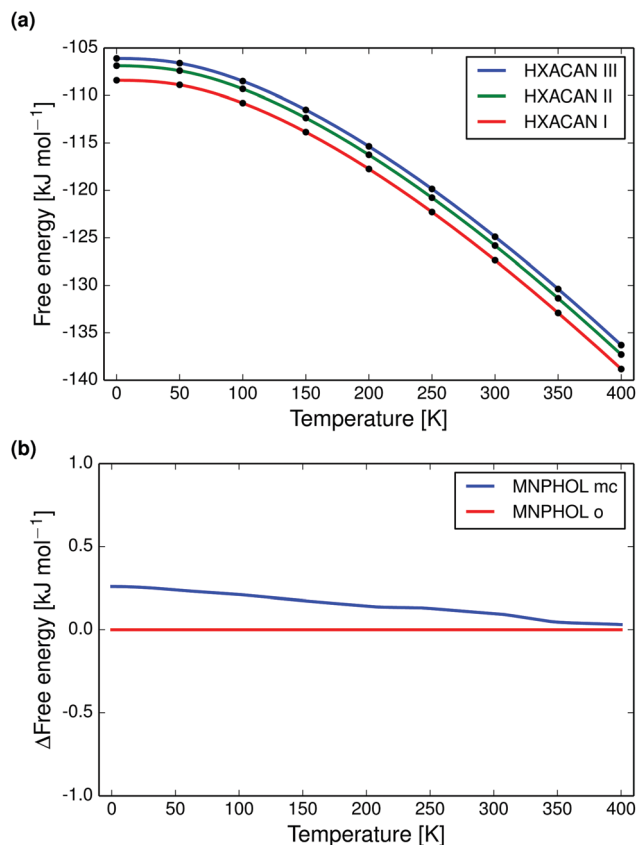 (a)
-105
-110
-115
-120
-125
-130
-135
-140
Free energy [kJ mol⁻¹]
HXACAN III
HXACAN II
HXACAN I
0 50 100 150 200 250 300 350 400
Temperature [K]
(b)
1.0
0.5
0.0
-0.5
-1.0
ΔFree energy [kJ mol⁻¹]
MNPHOL mc
MNPHOL o
0 50 100 150 200 250 300 350 400
Temperature [K]